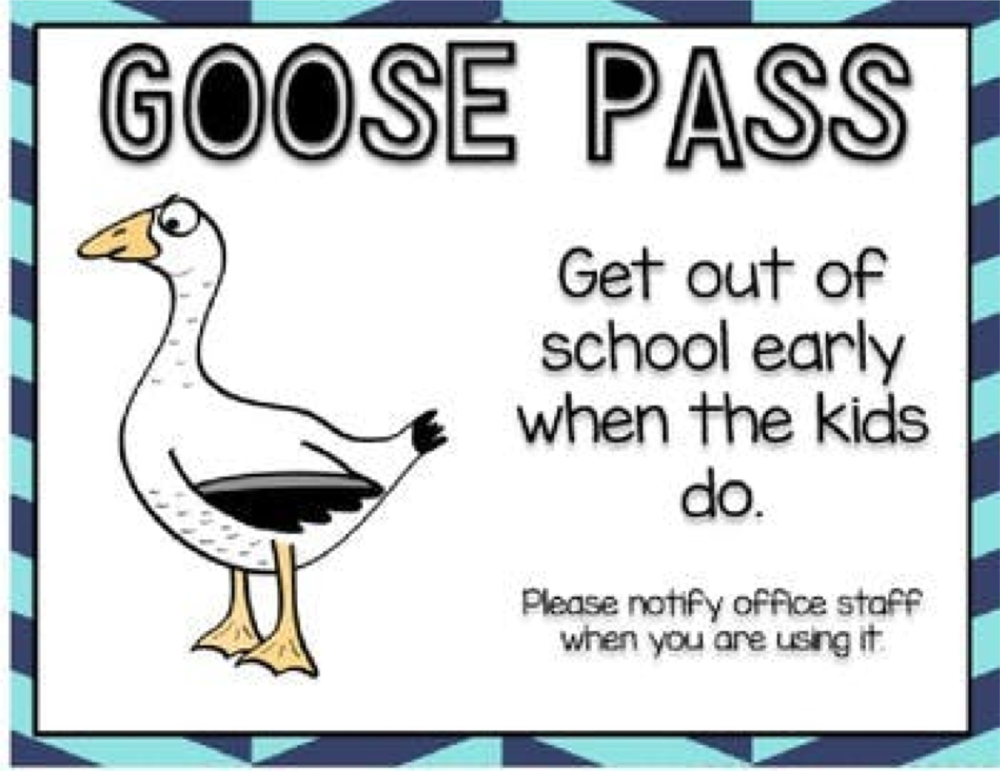 GOOSE PASS
Get out of
school early
when the kids
do.
Please notify office staff
when you are using it.